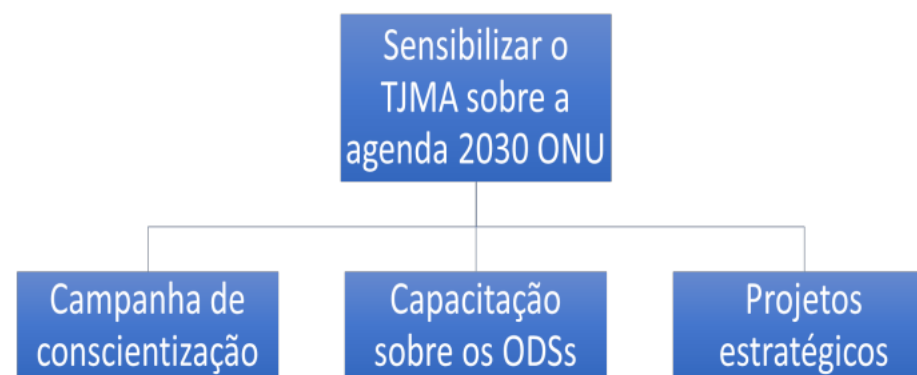 Sensibilizar o
TJMA sobre a
agenda 2030 ONU
Campanha de
conscientização
Capacitação
sobre os ODSs
Projetos
estratégicos